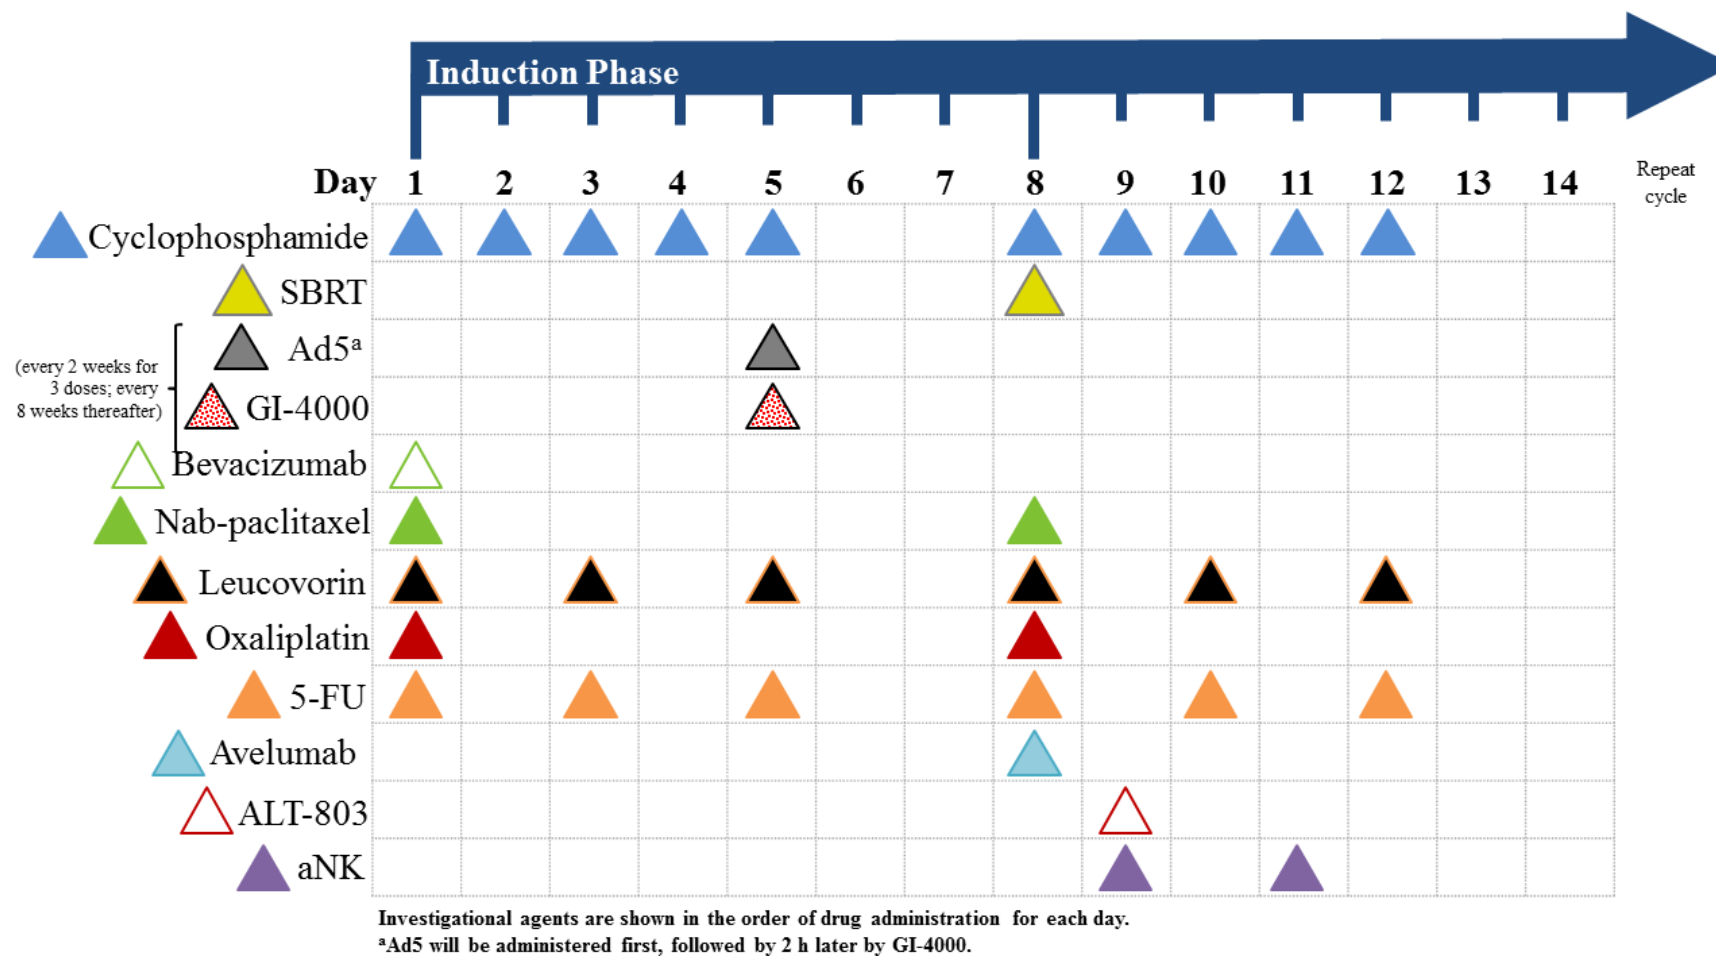 Induction Phase
Day 1 2 3 4 5 6 7 8 9 10 11 12 13 14
Repeat
cycle
Cyclophosphamide
SBRT
Ad5ᵃ
(every 2 weeks for
3 doses; every
8 weeks thereafter)
GI-4000
Bevacizumab
Nab-paclitaxel
Leucovorin
Oxaliplatin
5-FU
Avelumab
ALT-803
aNK
Investigational agents are shown in the order of drug administration for each day.
ᵃAd5 will be administered first, followed by 2 h later by GI-4000.